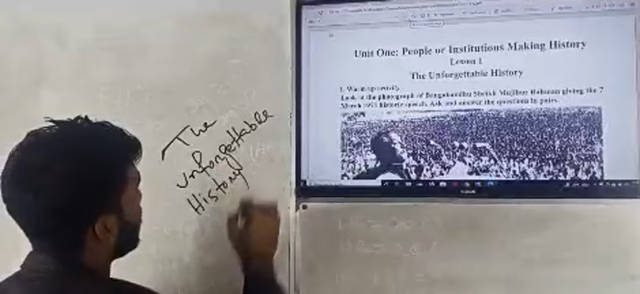 The
Unforgettable
History
Unit One: People or Institutions Making History
Lesson 1
The Unforgettable History
1. Warm up activity
Look at the photograph of Bangabandhu Sheikh Mujibur Rahman giving the 7
March 1971 historic speech. Ask and answer the questions in pairs.